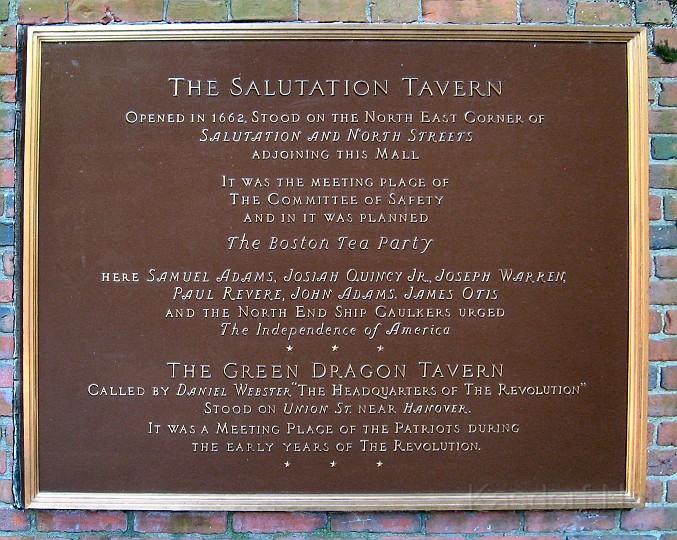 THE SALUTATION TAVERN
OPENED IN 1662, STOOD ON THE NORTH EAST CORNER OF
SALUTATION AND NORTH STREETS
ADJOINING THIS MALL
IT WAS THE MEETING PLACE OF
THE COMMITTEE OF SAFETY
AND IN IT WAS PLANNED
The Boston Tea Party
HERE SAMUEL ADAMS, JOSIAH QUINCY JR., JOSEPH WARREN,
PAUL REVERE, JOHN ADAMS, JAMES OTIS
AND THE NORTH END SHIP CAULKERS URGED
The Independence of America
THE GREEN DRAGON TAVERN
CALLED BY DANIEL WEBSTER "THE HEADQUARTERS OF THE REVOLUTION"
STOOD ON UNION ST. NEAR HANOVER.
IT WAS A MEETING PLACE OF THE PATRIOTS DURING
THE EARLY YEARS OF THE REVOLUTION.